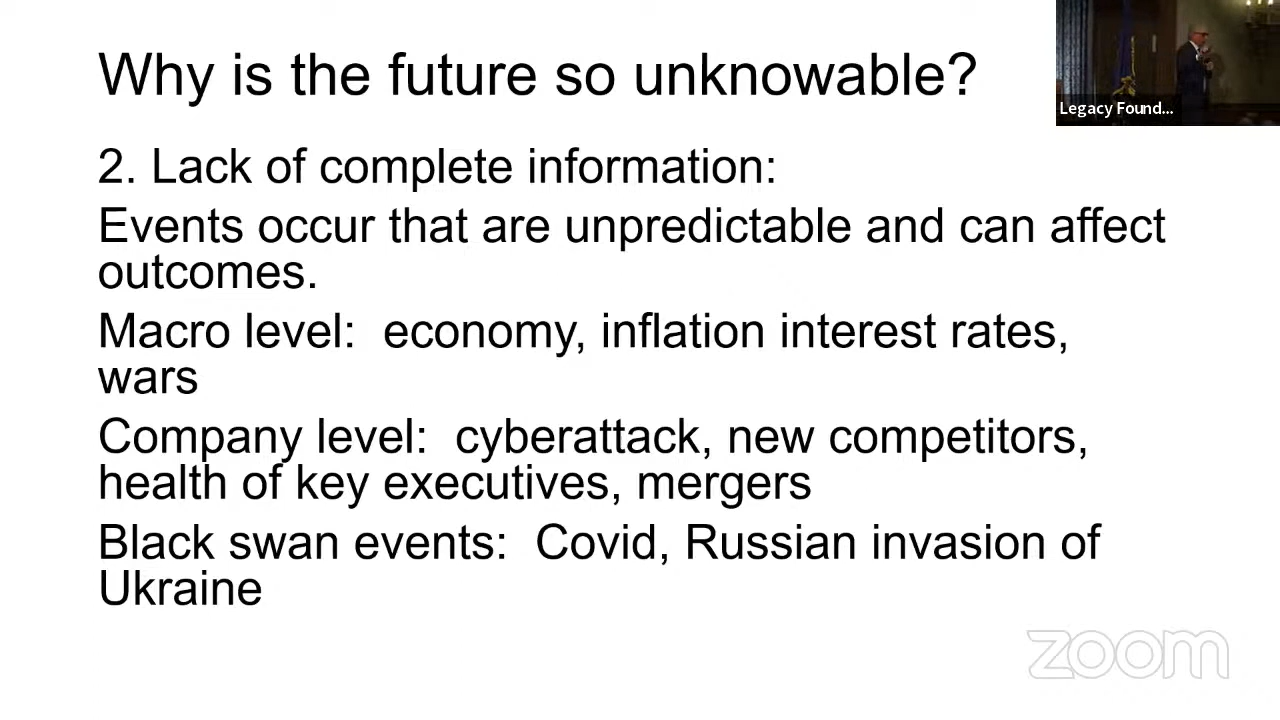 Why is the future so unknowable?
Legacy Found...
2. Lack of complete information:
Events occur that are unpredictable and can affect
outcomes.
Macro level:  economy, inflation interest rates,
wars
Company level:  cyberattack, new competitors,
health of key executives, mergers
Black swan events:  Covid, Russian invasion of
Ukraine
zoom